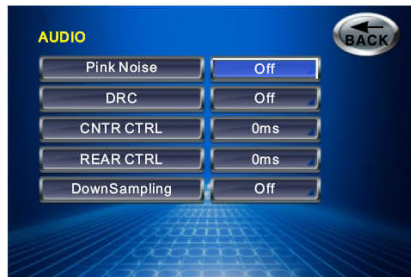 AUDIO
BACK
Pink Noise Off
DRC Off
CNTR CTRL 0ms
REAR CTRL 0ms
DownSampling Off